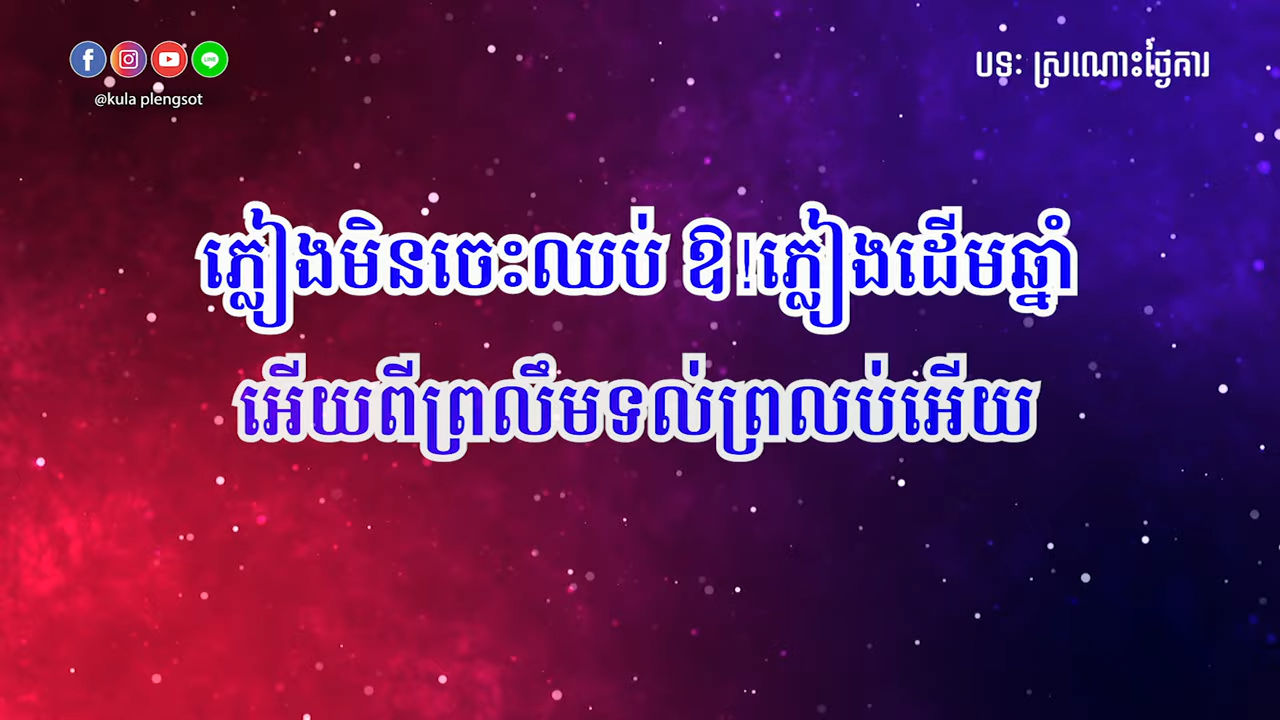 @kula plengsot
បទៈ ស្រណោះថ្ងៃការ
ភ្លៀងមិនចេះឈប់ ឱ!ភ្លៀងដើមឆ្នាំ
អើយពីព្រលឹមទល់ព្រលប់អើយ